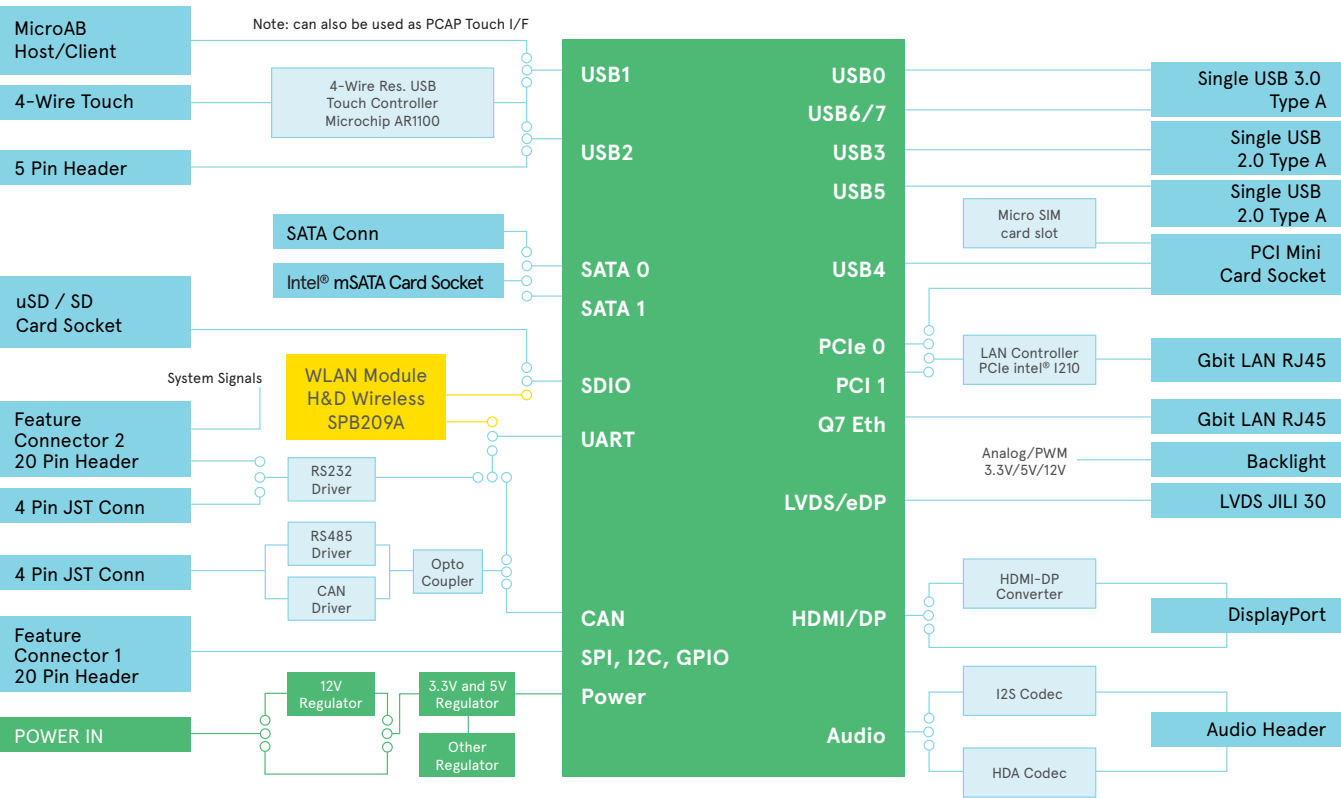 MicroAB
Host/Client
Note: can also be used as PCAP Touch I/F
4-Wire Touch
4-Wire Res. USB
Touch Controller
Microchip AR1100
5 Pin Header
SATA Conn
Intel® mSATA Card Socket
uSD / SD
Card Socket
System Signals
WLAN Module
H&D Wireless
SPB209A
Feature
Connector 2
20 Pin Header
RS232
Driver
4 Pin JST Conn
RS485
Driver
4 Pin JST Conn
CAN
Driver
Opto
Coupler
Feature
Connector 1
20 Pin Header
12V
Regulator
3.3V and 5V
Regulator
POWER IN
Other
Regulator
USB1
USB2
SATA 0
SATA 1
SDIO
UART
CAN
SPI, I2C, GPIO
Power
USB0
USB6/7
USB3
USB5
USB4
PCIe 0
PCI 1
Q7 Eth
LVDS/eDP
HDMI/DP
Audio
Single USB 3.0
Type A
Single USB
2.0 Type A
Single USB
2.0 Type A
Micro SIM
card slot
PCI Mini
Card Socket
LAN Controller
PCIe intel® I210
Gbit LAN RJ45
Gbit LAN RJ45
Analog/PWM
3.3V/5V/12V
Backlight
LVDS JILI 30
HDMI-DP
Converter
DisplayPort
I2S Codec
Audio Header
HDA Codec